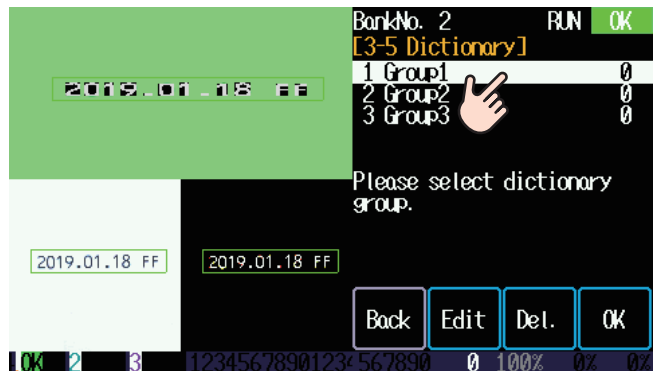 BankNo. 2 RUN OK
[3-5 Dictionary]
1 Group1 0
2 Group2 0
3 Group3 0
Please select dictionary
group.
2019.01.18 FF
2019.01.18 FF
2019.01.18 FF
Back Edit Del. OK
1 OK 2 3 12345678901234567890 0 100% 0% 0%